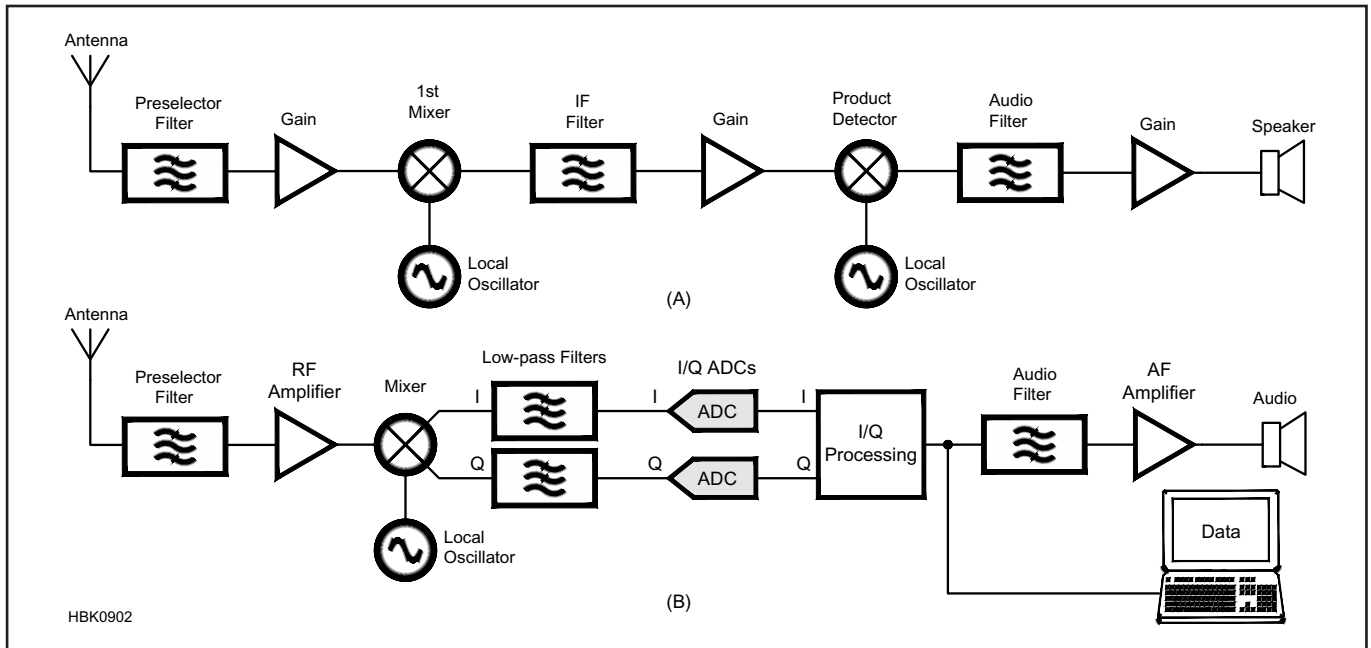 Antenna
Preselector
Filter
Gain
1st
Mixer
IF
Filter
Gain
Product
Detector
Audio
Filter
Gain
Speaker
Local
Oscillator
Local
Oscillator
(A)
Antenna
Preselector
Filter
RF
Amplifier
Mixer
Low-pass Filters
I/Q ADCs
I
I
ADC
I
Q
Q
ADC
Q
I/Q
Processing
Audio
Filter
AF
Amplifier
Audio
Local
Oscillator
Data
(B)
HBK0902